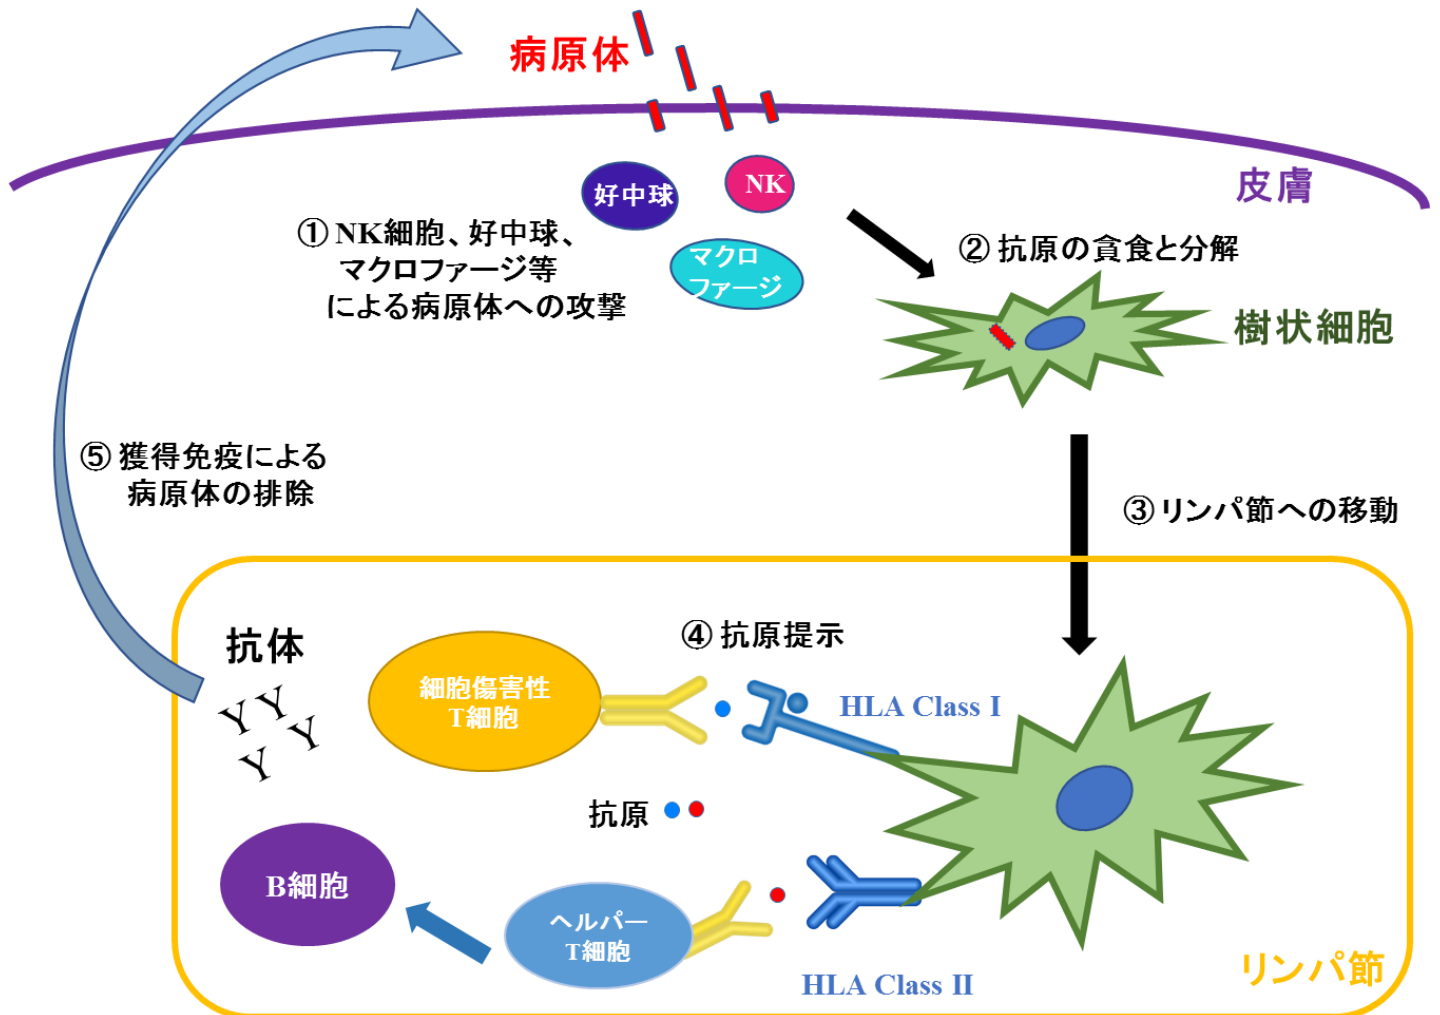 病原体
皮膚
好中球
NK
マクロ
ファージ
① NK細胞、好中球、
マクロファージ等
による病原体への攻撃
② 抗原の貪食と分解
樹状細胞
③ リンパ節への移動
⑤ 獲得免疫による
病原体の排除
抗体
Y Y
Y
Y
細胞傷害性
T細胞
④ 抗原提示
HLA Class I
抗原
B細胞
ヘルパー
T細胞
HLA Class II
リンパ節